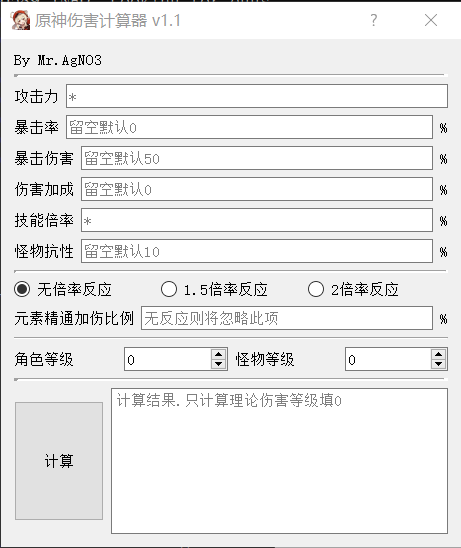 原神伤害计算器 v1.1
By Mr.AgNO3
攻击力 *
暴击率 留空默认0 %
暴击伤害 留空默认50 %
伤害加成 留空默认0 %
技能倍率 * %
怪物抗性 留空默认10 %
无倍率反应 1.5倍率反应 2倍率反应
元素精通加伤比例 无反应则将忽略此项 %
角色等级 0 怪物等级 0
计算结果.只计算理论伤害等级填0
计算